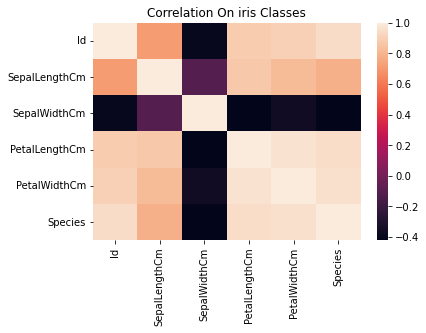 Correlation On iris Classes
Id
SepalLengthCm
SepalWidthCm
PetalLengthCm
PetalWidthCm
Species
Id
SepalLengthCm
SepalWidthCm
PetalLengthCm
PetalWidthCm
Species
1.0
0.8
0.6
0.4
0.2
0.0
−0.2
−0.4